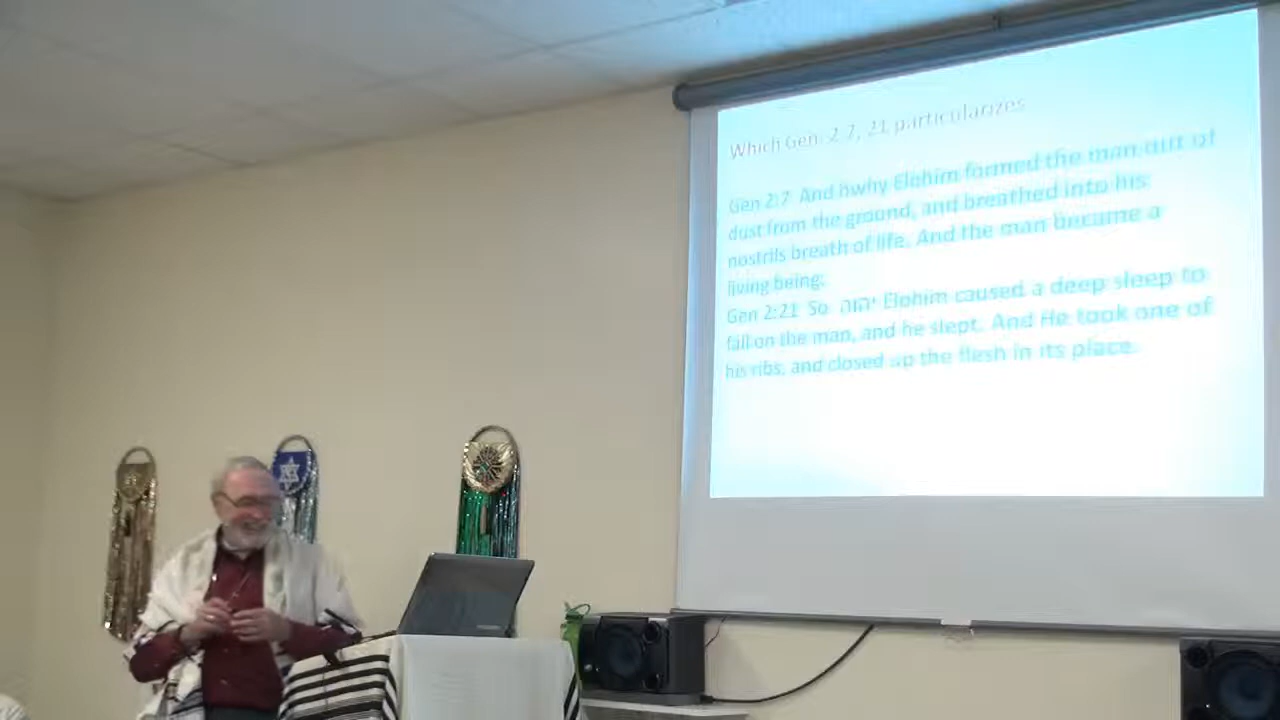 Which Gen. 2 7, 21 particularizes
Gen 2:7 And hwhy Elohim formed the man out of
dust from the ground, and breathed into his
nostrils breath of life. And the man became a
living being:
Gen 2:21 So יהוה Elohim caused a deep sleep to
fall on the man, and he slept. And He took one of
his ribs, and closed up the flesh in its place.